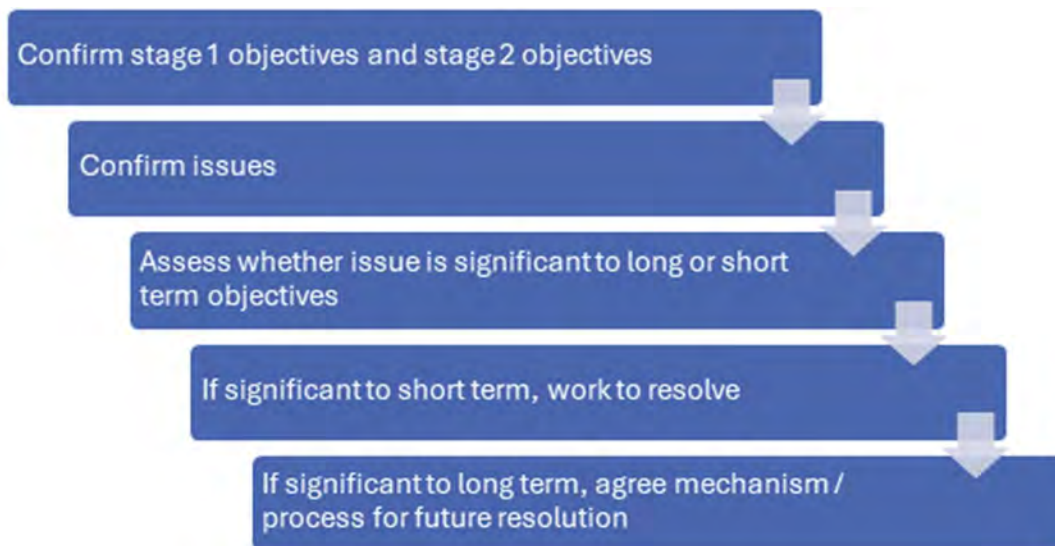 Confirm stage 1 objectives and stage 2 objectives
Confirm issues
Assess whether issue is significant to long or short
term objectives
If significant to short term, work to resolve
If significant to long term, agree mechanism /
process for future resolution